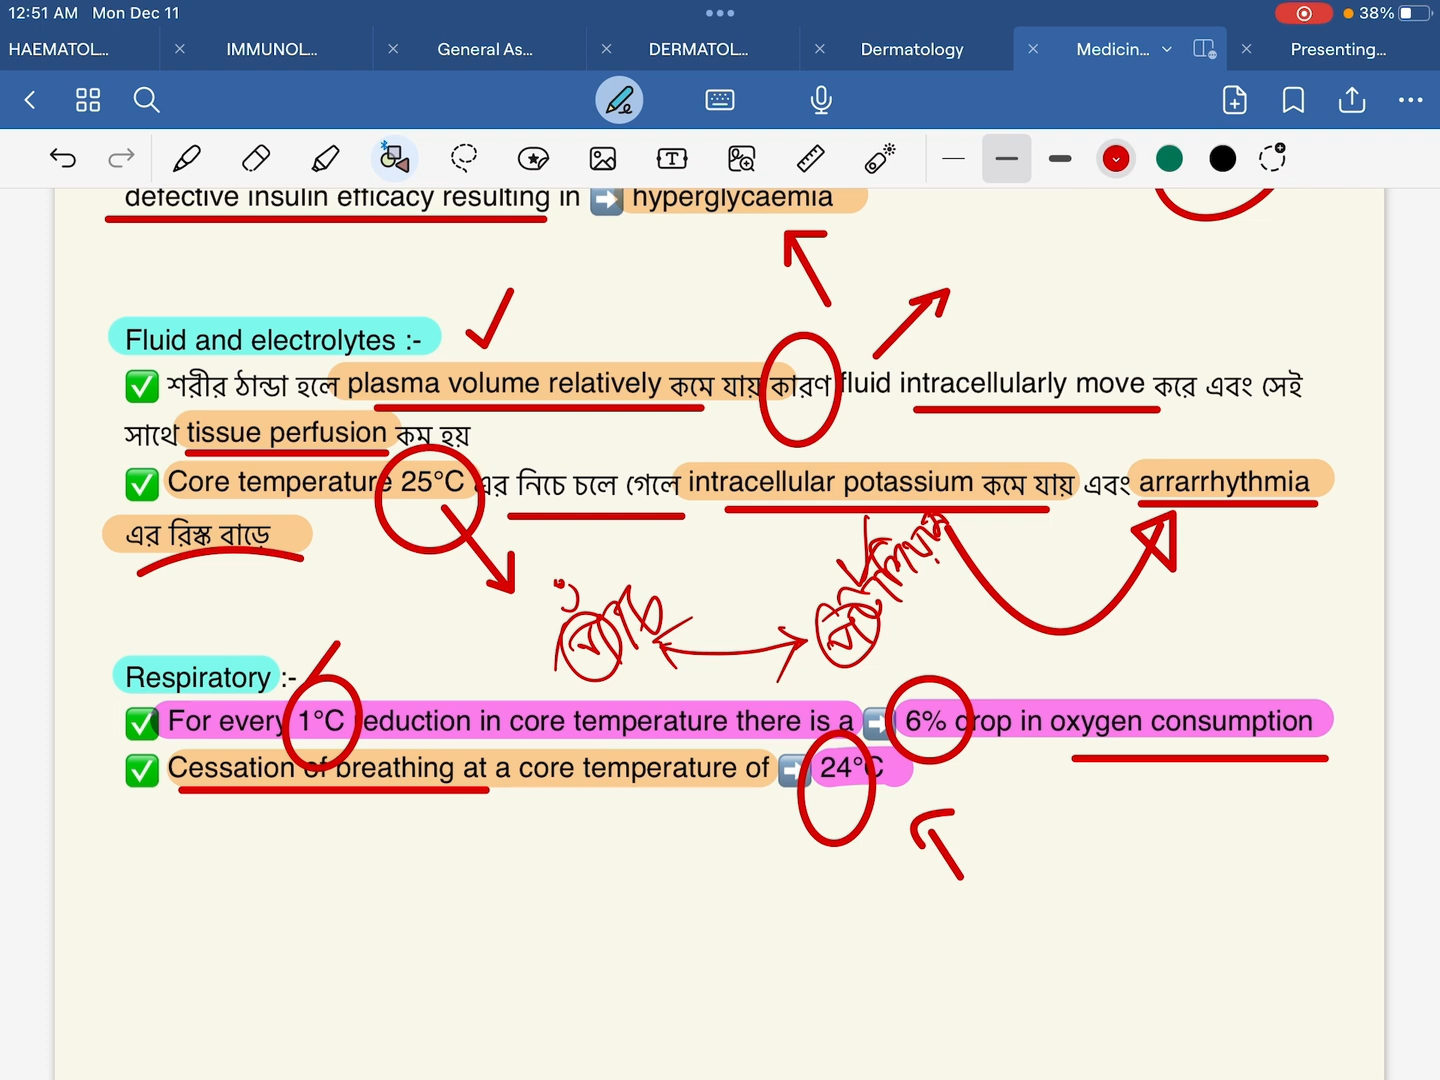 12:51 AM Mon Dec 11
38%
HAEMATOL...
IMMUNOL...
General As...
DERMATOL...
Dermatology
Medicin...
Presenting...
defective insulin efficacy resulting in ➡️ hyperglycaemia
Fluid and electrolytes :-
✅ শরীর ঠান্ডা হলে plasma volume relatively কমে যায় কারণ fluid intracellularly move করে এবং সেই
সাথে tissue perfusion কম হয়
✅ Core temperature 25°C এর নিচে চলে গেলে intracellular potassium কমে যায় এবং arrarrhythmia
এর রিস্ক বাড়ে
Respiratory :-
✅ For every 1°C reduction in core temperature there is a ➡️ 6% drop in oxygen consumption
✅ Cessation of breathing at a core temperature of ➡️ 24°C